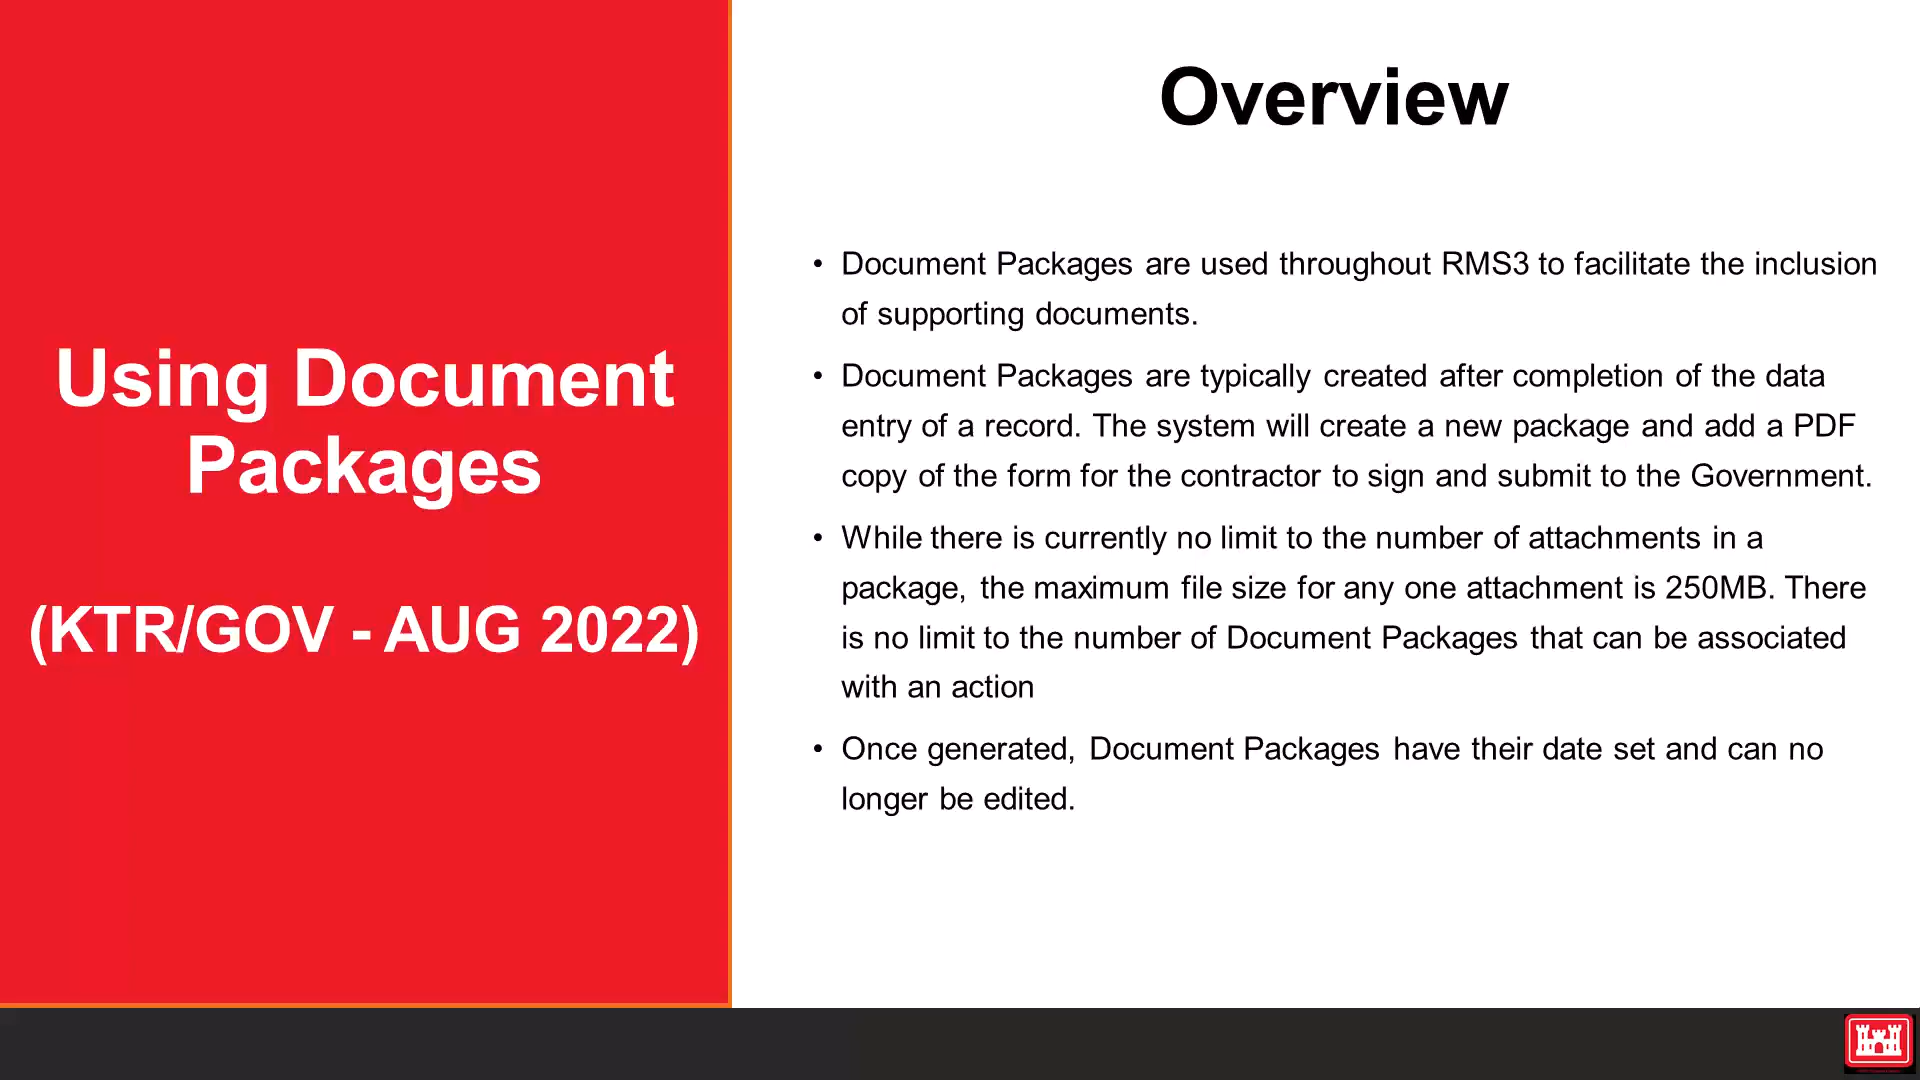 Using Document
Packages
(KTR/GOV - AUG 2022)
Overview
• Document Packages are used throughout RMS3 to facilitate the inclusion
of supporting documents.
• Document Packages are typically created after completion of the data
entry of a record. The system will create a new package and add a PDF
copy of the form for the contractor to sign and submit to the Government.
• While there is currently no limit to the number of attachments in a
package, the maximum file size for any one attachment is 250MB. There
is no limit to the number of Document Packages that can be associated
with an action
• Once generated, Document Packages have their date set and can no
longer be edited.